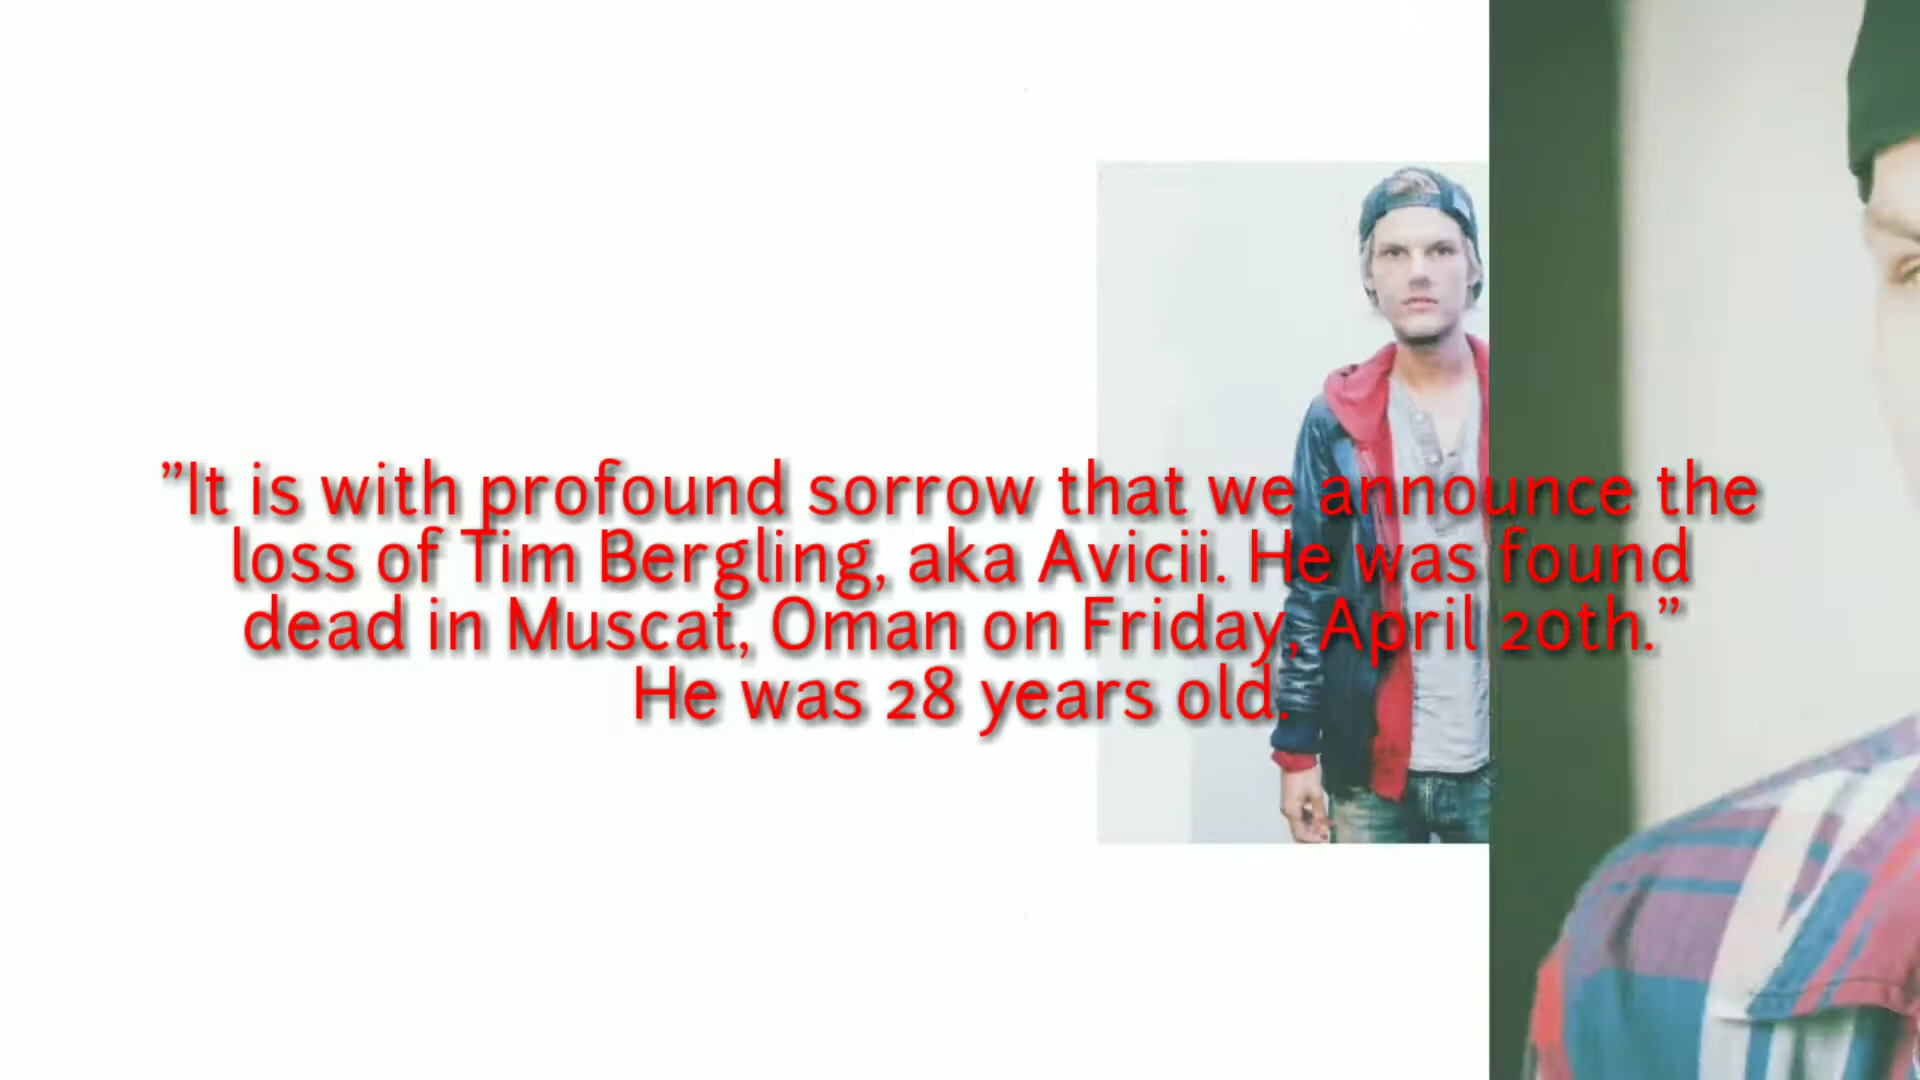 ”It is with profound sorrow that we announce the
loss of Tim Bergling, aka Avicii. He was found
dead in Muscat, Oman on Friday, April 20th.”
He was 28 years old.